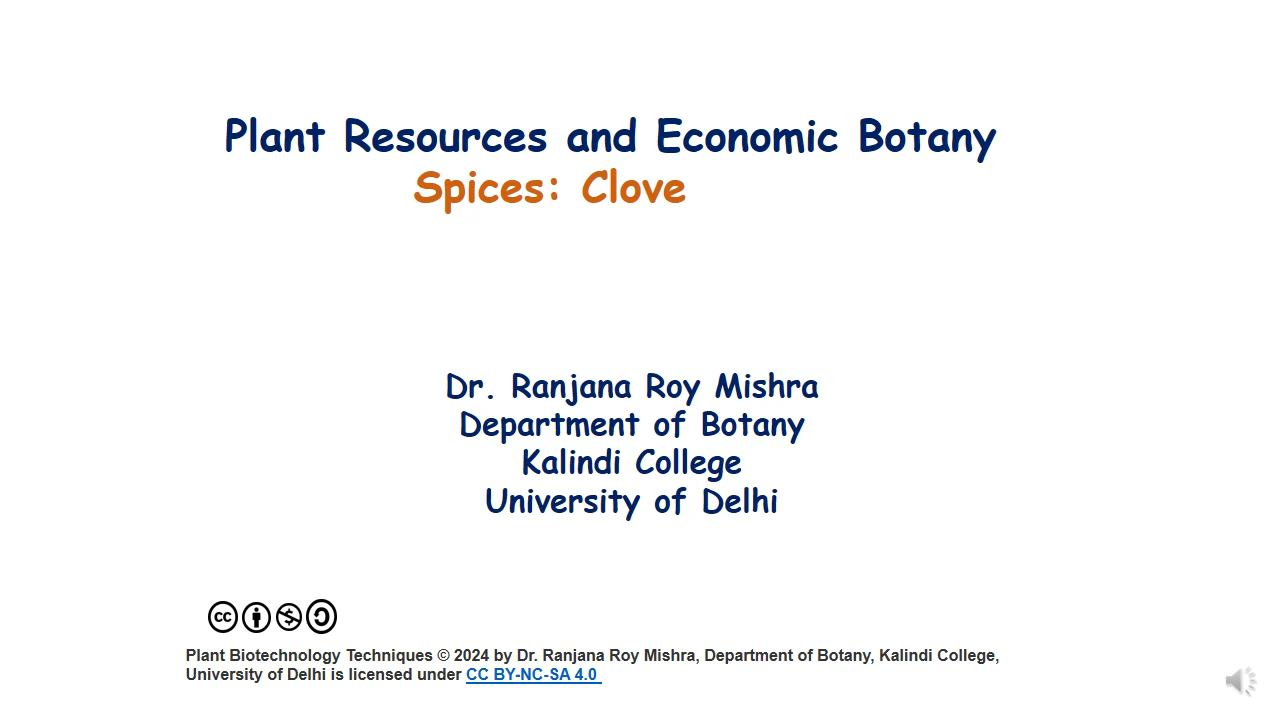 Plant Resources and Economic Botany
Spices: Clove
Dr. Ranjana Roy Mishra
Department of Botany
Kalindi College
University of Delhi
cc
Plant Biotechnology Techniques © 2024 by Dr. Ranjana Roy Mishra, Department of Botany, Kalindi College,
University of Delhi is licensed under CC BY-NC-SA 4.0